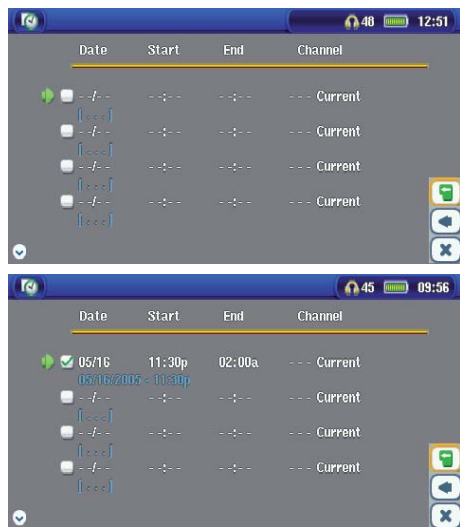 48 12:51
Date Start End Channel
--/-- --:-- --:-- --- Current
[...]
--/-- --:-- --:-- --- Current
[...]
--/-- --:-- --:-- --- Current
[...]
--/-- --:-- --:-- --- Current
[...]
45 09:56
Date Start End Channel
05/16 11:30p 02:00a --- Current
05/16/2005 - 11:30p
--/-- --:-- --:-- --- Current
[...]
--/-- --:-- --:-- --- Current
[...]
--/-- --:-- --:-- --- Current
[...]